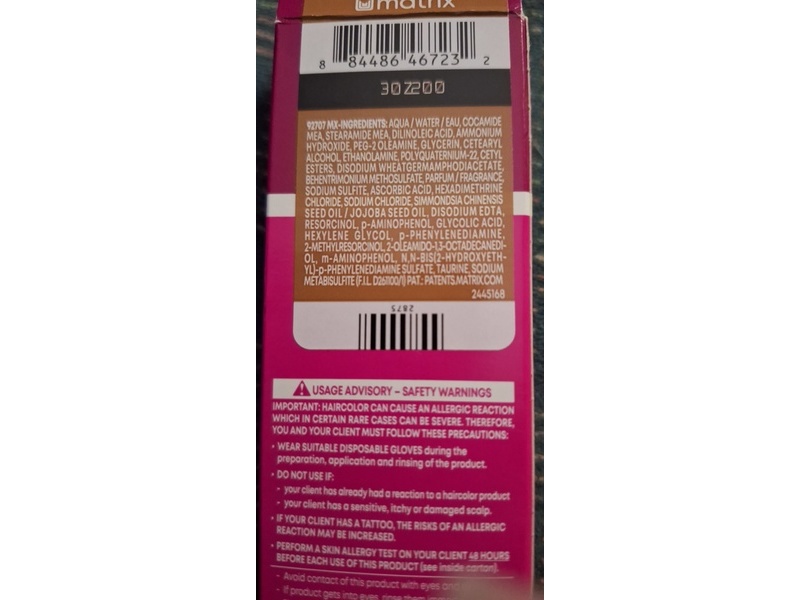 matrix
8 84486 46723 2
30Z200
92707 MX-INGREDIENTS: AQUA / WATER / EAU, COCAMIDE
MEA, STEARAMIDE MEA, DILINOLEIC ACID, AMMONIUM
HYDROXIDE, PEG-2 OLEAMINE, GLYCERIN, CETEARYL
ALCOHOL, ETHANOLAMINE, POLYQUATERNIUM-22, CETYL
ESTERS, DISODIUM WHEATGERMAMPHODIACETATE,
BEHENTRIMONIUM METHOSULFATE, PARFUM / FRAGRANCE,
SODIUM SULFITE, ASCORBIC ACID, HEXADIMETHRINE
CHLORIDE, SODIUM CHLORIDE, SIMMONDSIA CHINENSIS
SEED OIL / JOJOBA SEED OIL, DISODIUM EDTA,
RESORCINOL, p-AMINOPHENOL, GLYCOLIC ACID,
HEXYLENE GLYCOL, p-PHENYLENEDIAMINE,
2-METHYLRESORCINOL, 2-OLEAMIDO-1,3-OCTADECANEDI-
OL, m-AMINOPHENOL, N,N-BIS(2-HYDROXYETH-
YL)-p-PHENYLENEDIAMINE SULFATE, TAURINE, SODIUM
METABISULFITE (F.I.L. D261100/1) PAT.: PATENTS.MATRIX.COM
2445168
2875
USAGE ADVISORY – SAFETY WARNINGS
IMPORTANT: HAIRCOLOR CAN CAUSE AN ALLERGIC REACTION
WHICH IN CERTAIN RARE CASES CAN BE SEVERE. THEREFORE,
YOU AND YOUR CLIENT MUST FOLLOW THESE PRECAUTIONS:
• WEAR SUITABLE DISPOSABLE GLOVES during the
preparation, application and rinsing of the product.
• DO NOT USE IF:
- your client has already had a reaction to a haircolor product
- your client has a sensitive, itchy or damaged scalp.
• IF YOUR CLIENT HAS A TATTOO, THE RISKS OF AN ALLERGIC
REACTION MAY BE INCREASED.
• PERFORM A SKIN ALLERGY TEST ON YOUR CLIENT 48 HOURS
BEFORE EACH USE OF THIS PRODUCT (see inside carton).
- Avoid contact of this product with eyes and
- If product gets into eyes, rinse them